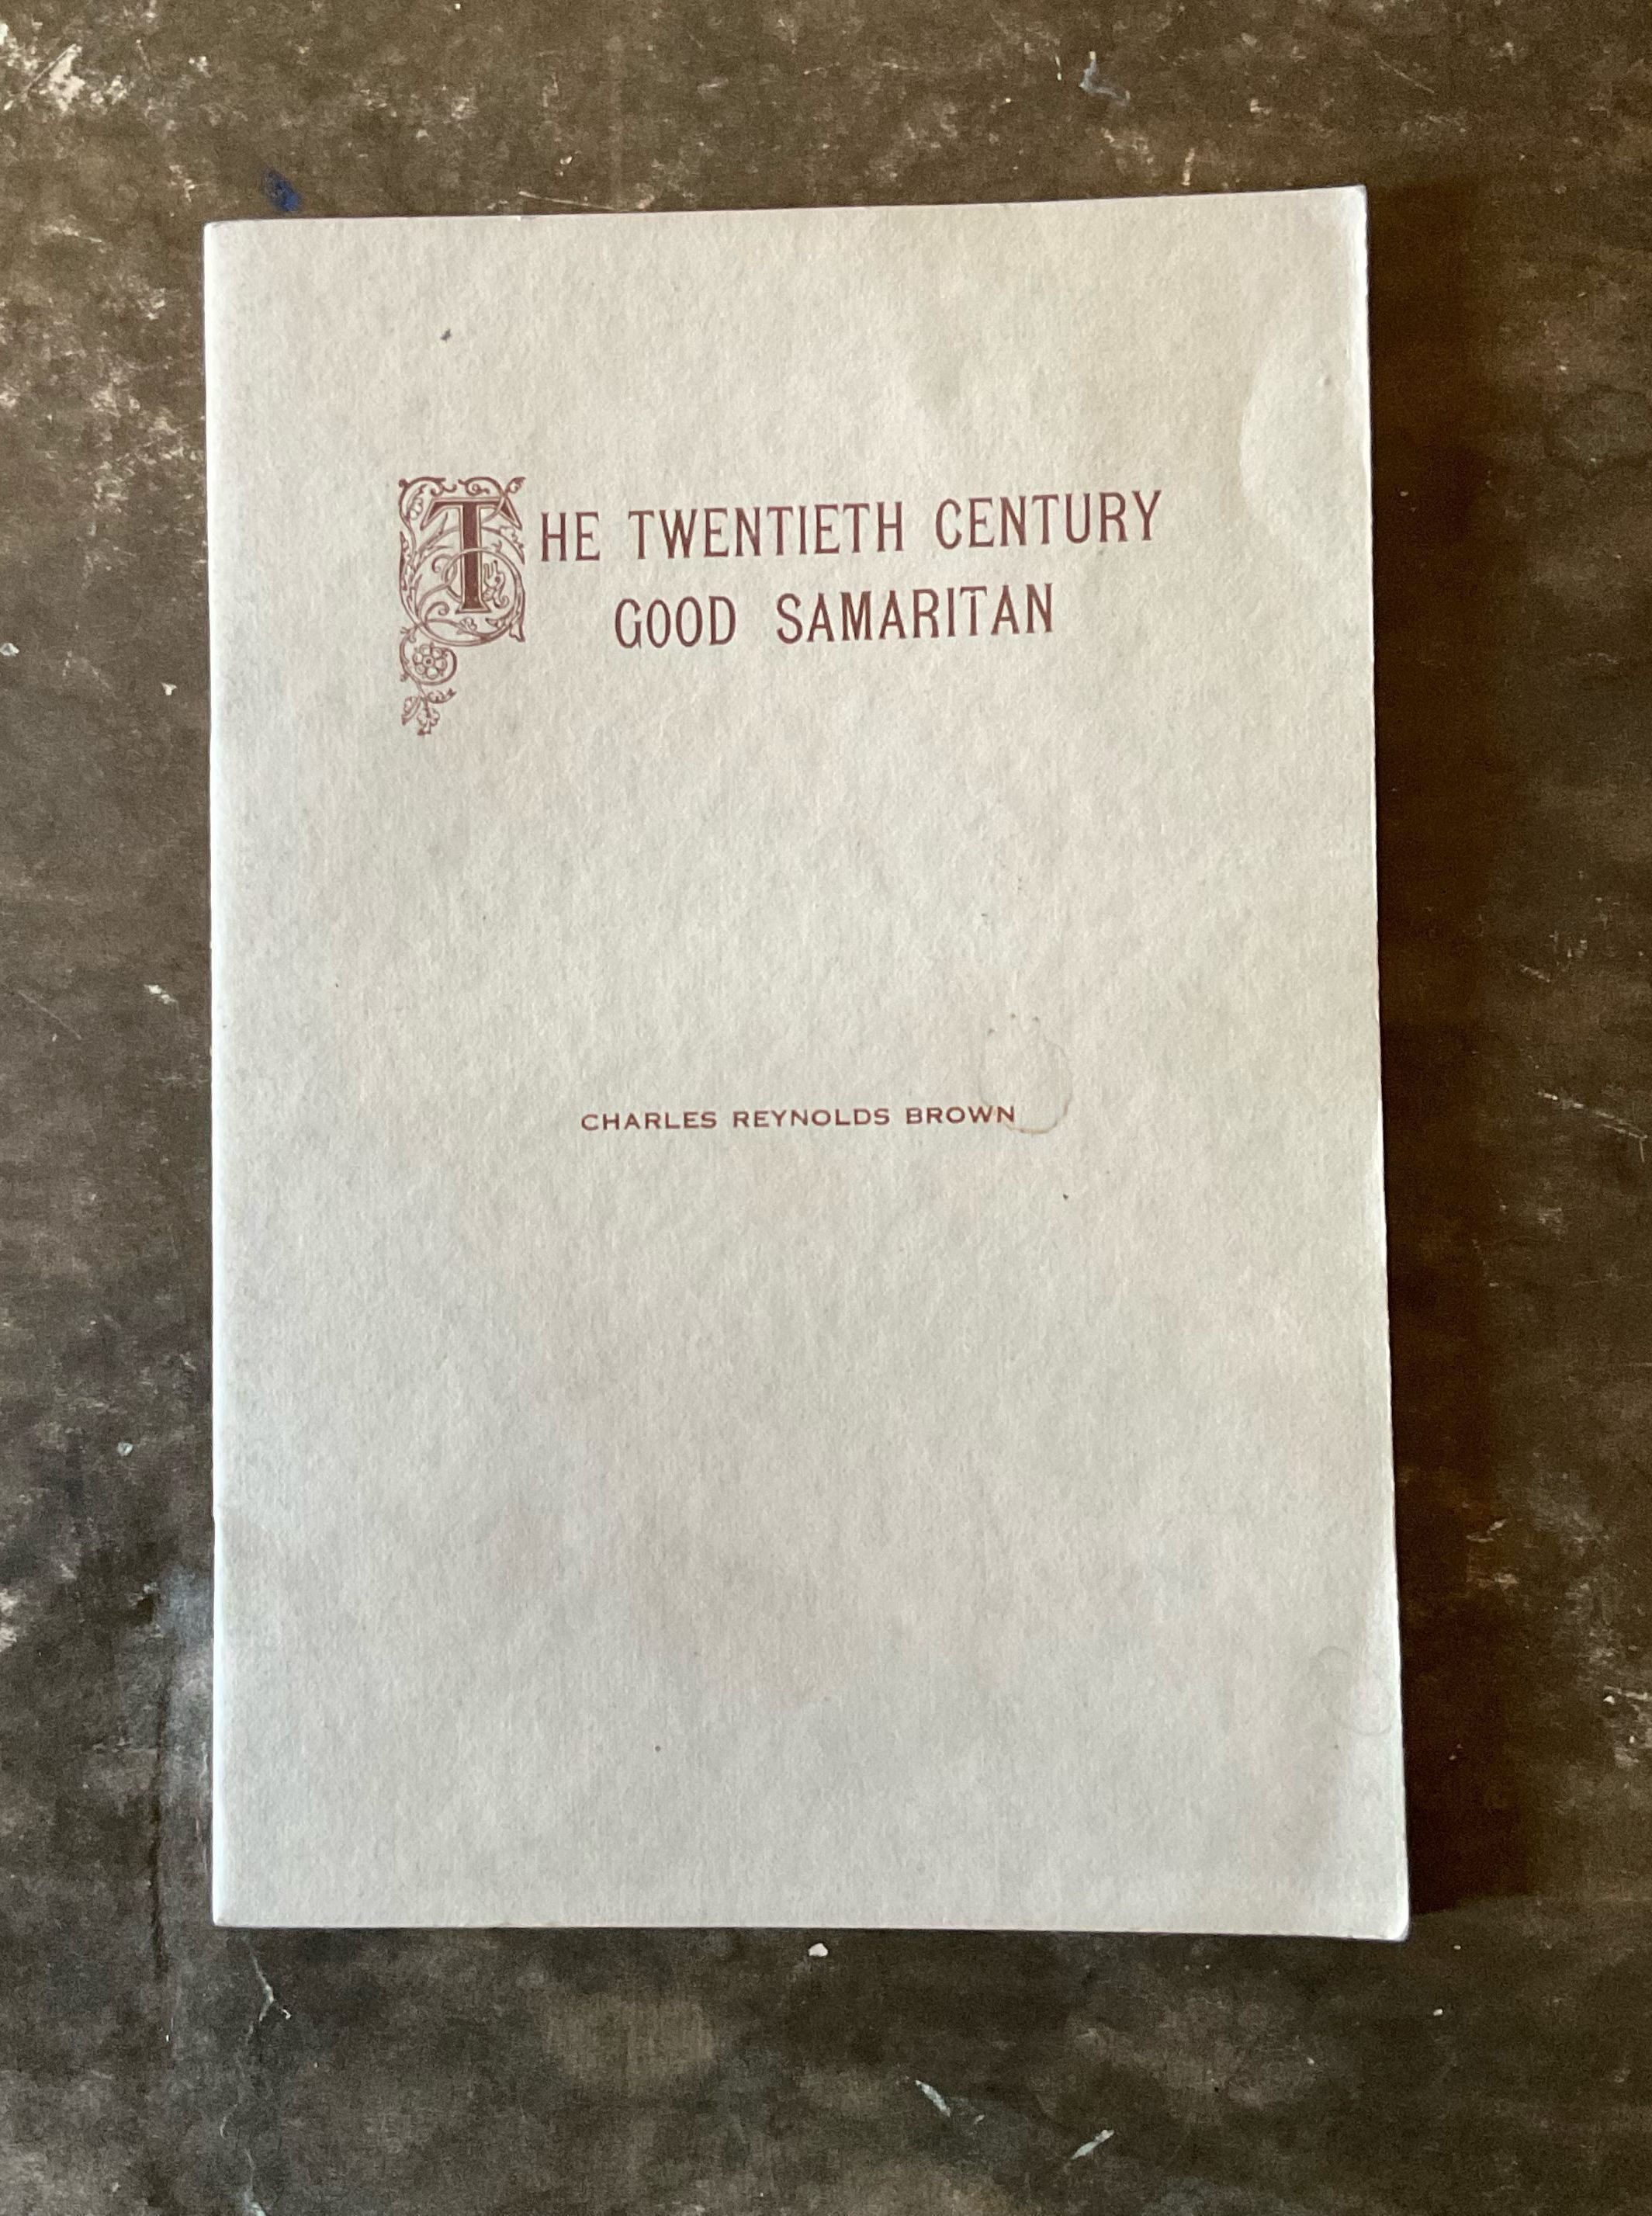 THE TWENTIETH CENTURY
GOOD SAMARITAN
CHARLES REYNOLDS BROWN